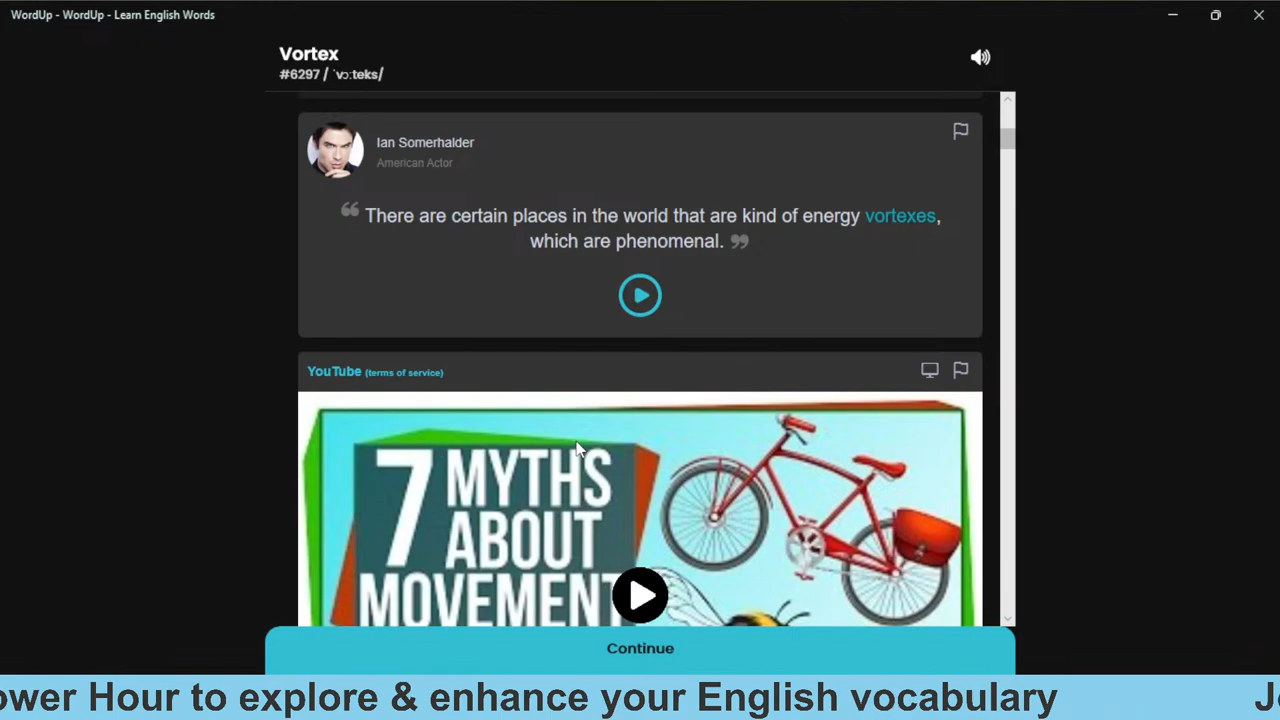 WordUp - WordUp - Learn English Words
Vortex
#6297 / ˈvɔːteks/
Ian Somerhalder
American Actor
“ There are certain places in the world that are kind of energy vortexes,
which are phenomenal. ”
YouTube (terms of service)
7 MYTHS
ABOUT
MOVEMENT
Continue
ower Hour to explore & enhance your English vocabulary